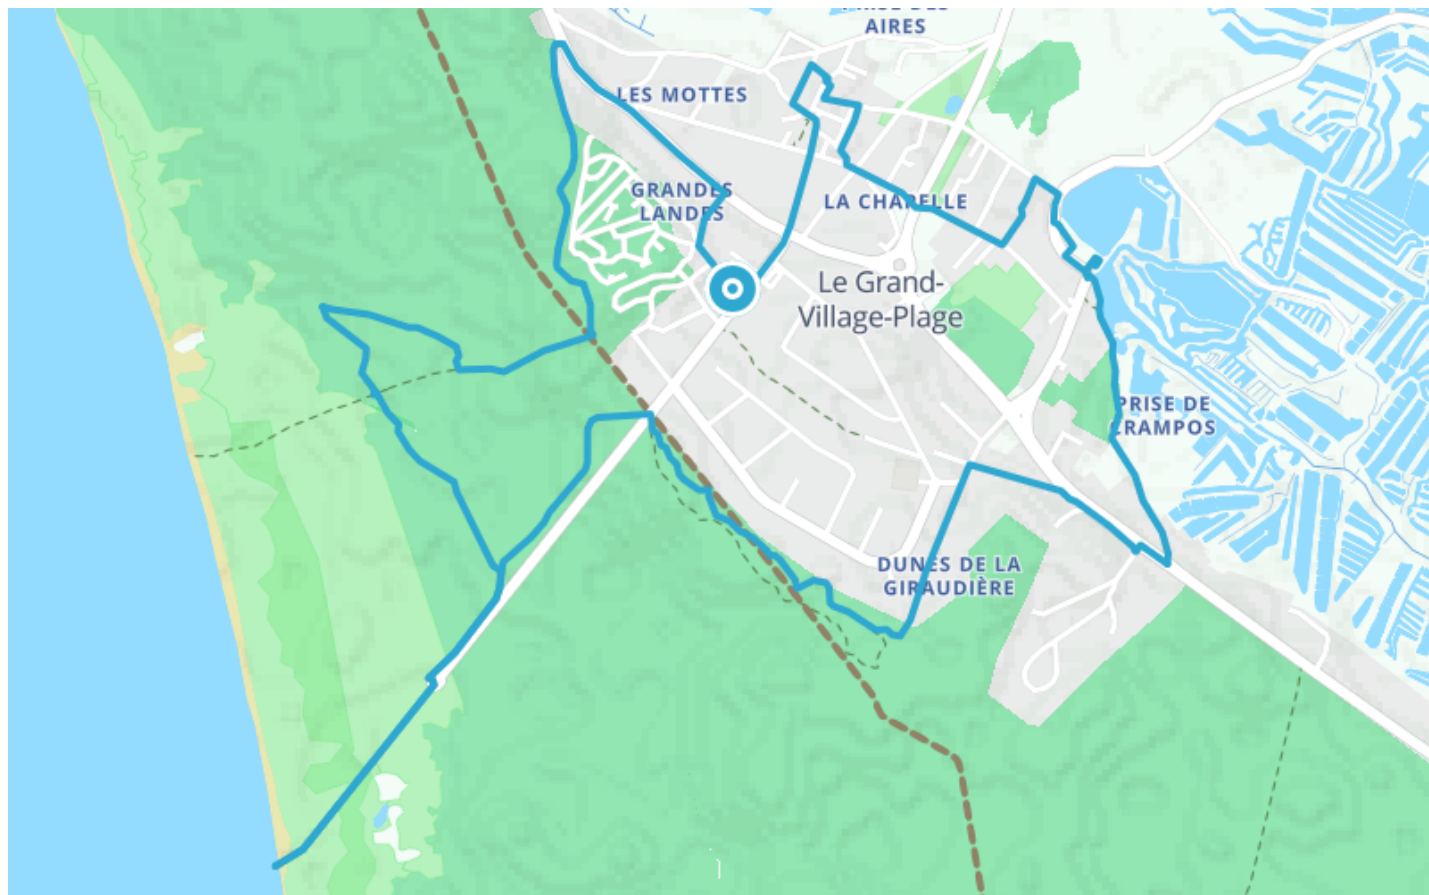 AIRES
LES MOTTES
GRANDES
LANDES
LA CHAPELLE
Le Grand-
Village-Plage
PRISE DE
CRAMPOS
DUNES DE LA
GIRAUDIÈRE